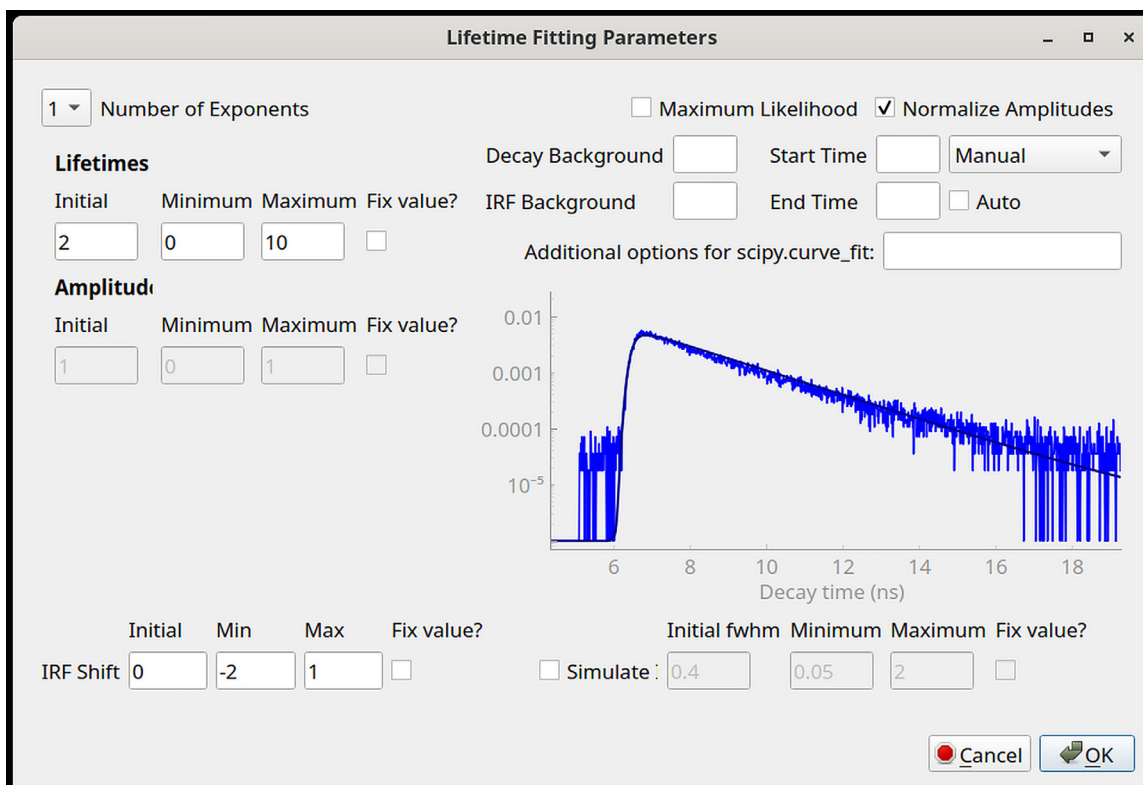 Lifetime Fitting Parameters
1 Number of Exponents
Maximum Likelihood Normalize Amplitudes
Lifetimes
Decay Background Start Time Manual
Initial Minimum Maximum Fix value?
IRF Background End Time Auto
2 0 10
Additional options for scipy.curve_fit:
Amplitud
Initial Minimum Maximum Fix value?
1 0 1
0.01
0.001
0.0001
10⁻⁵
6 8 10 12 14 16 18
Decay time (ns)
Initial Min Max Fix value?
Initial fwhm Minimum Maximum Fix value?
IRF Shift 0 -2 1
Simulate 0.4 0.05 2
Cancel OK